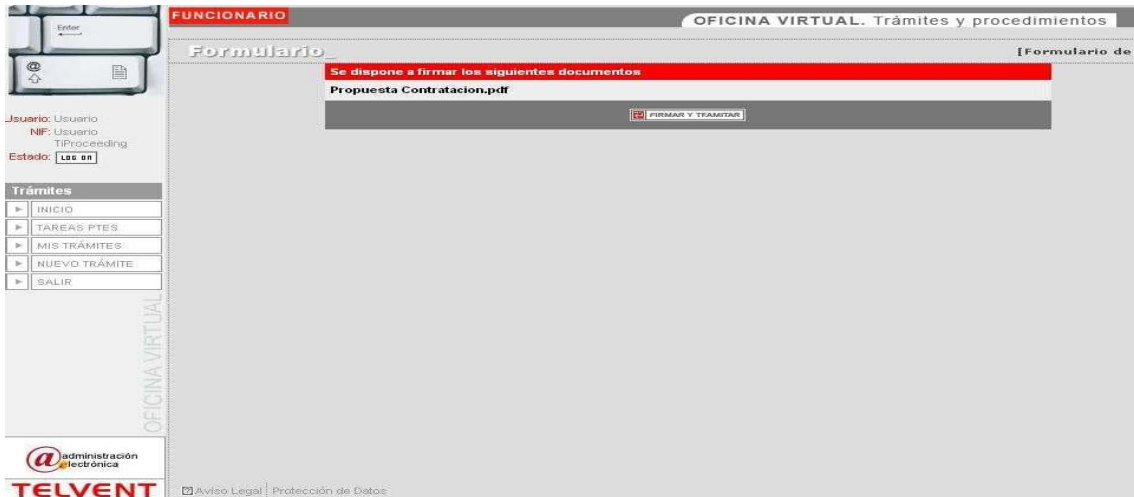 Enter
@
FUNCIONARIO
OFICINA VIRTUAL. Trámites y procedimientos
Formulario_
[Formulario de
Se dispone a firmar los siguientes documentos
Propuesta Contratacion.pdf
FIRMAR Y TRAMITAR
Usuario: Usuario
NIF: Usuario
TiProceeding
Estado: LOG ON
Trámites
INICIO
TAREAS PTES
MIS TRÁMITES
NUEVO TRÁMITE
SALIR
OFICINA VIRTUAL
@administración
electrónica
TELVENT
Aviso Legal
Protección de Datos